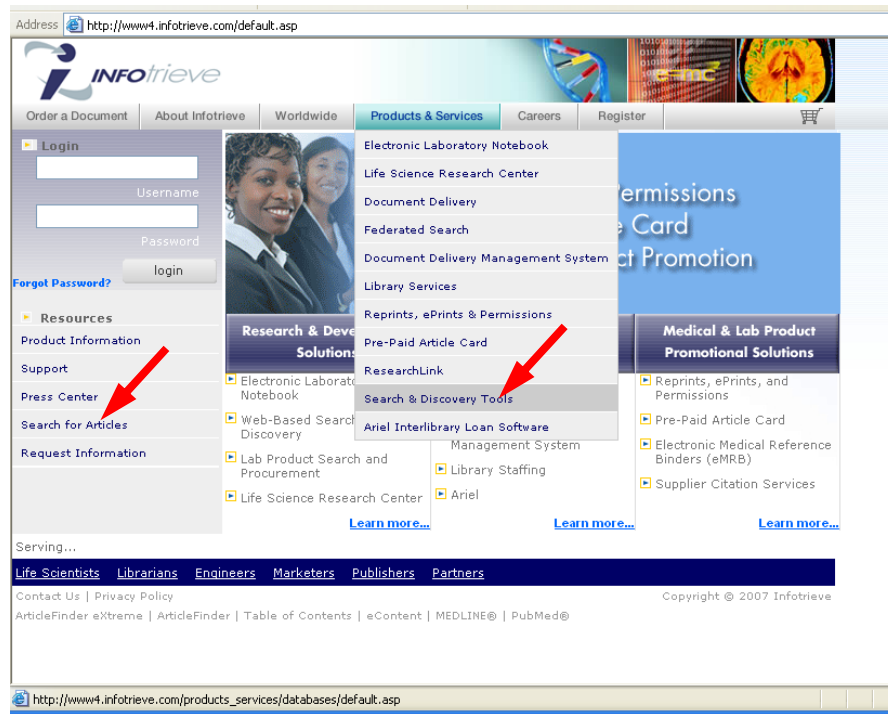 Address http://www4.infotrieve.com/default.asp
INFOtrieve
e=mc²
Order a Document About Infotrieve Worldwide Products & Services Careers Register
Login
Username
Password
login
Forgot Password?
Resources
Product Information
Support
Press Center
Search for Articles
Request Information
Electronic Laboratory Notebook
Life Science Research Center
Document Delivery
Federated Search
Document Delivery Management System
Library Services
Reprints, ePrints & Permissions
Pre-Paid Article Card
ResearchLink
Search & Discovery Tools
Ariel Interlibrary Loan Software
ermissions
Card
ct Promotion
Research & Deve
Solutions
Electronic Laborato
Notebook
Web-Based Search
Discovery
Lab Product Search and
Procurement
Life Science Research Center
Learn more...
Management System
Library Staffing
Ariel
Learn more...
Medical & Lab Product
Promotional Solutions
Reprints, ePrints, and
Permissions
Pre-Paid Article Card
Electronic Medical Reference
Binders (eMRB)
Supplier Citation Services
Learn more...
Serving...
Life Scientists Librarians Engineers Marketers Publishers Partners
Contact Us | Privacy Policy Copyright © 2007 Infotrieve
ArticleFinder eXtreme | ArticleFinder | Table of Contents | eContent | MEDLINE® | PubMed®
http://www4.infotrieve.com/products_services/databases/default.asp